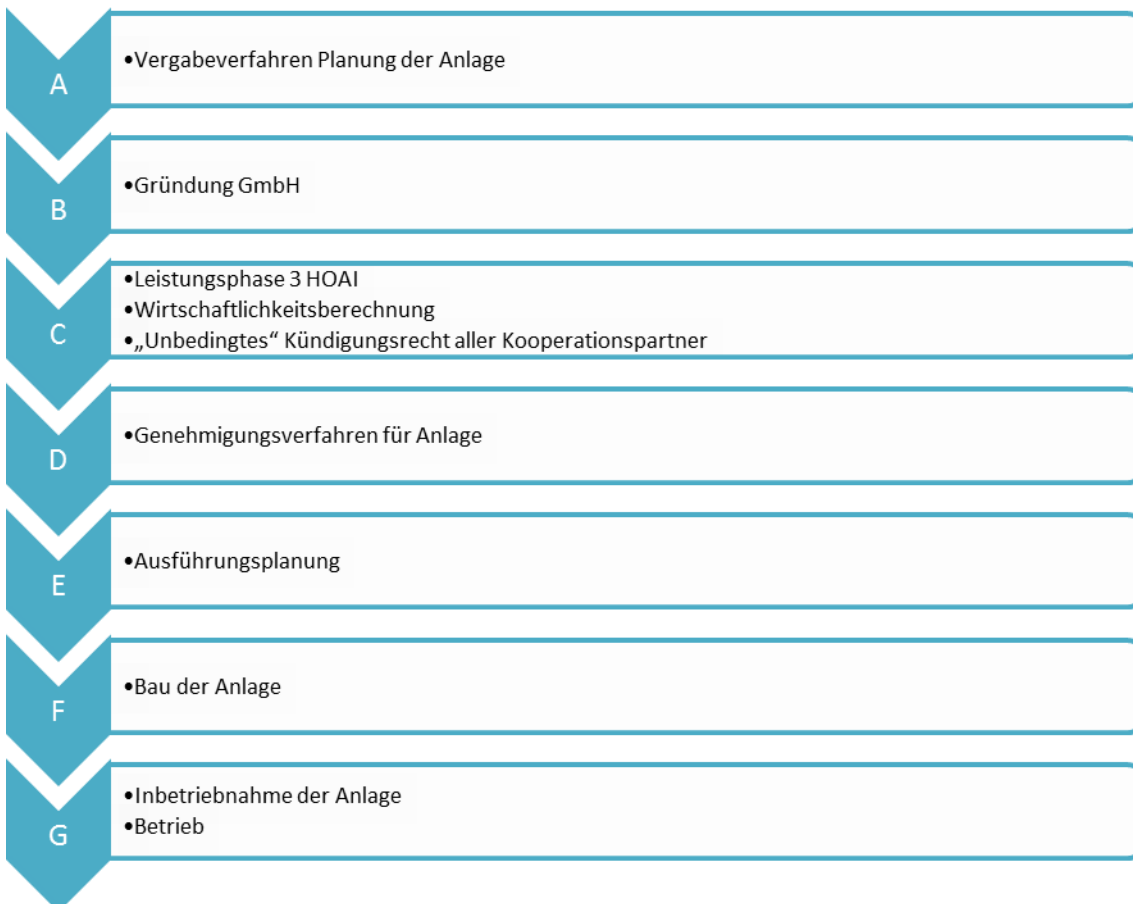 A
•Vergabeverfahren Planung der Anlage
B
•Gründung GmbH
C
•Leistungsphase 3 HOAI
•Wirtschaftlichkeitsberechnung
•„Unbedingtes“ Kündigungsrecht aller Kooperationspartner
D
•Genehmigungsverfahren für Anlage
E
•Ausführungsplanung
F
•Bau der Anlage
G
•Inbetriebnahme der Anlage
•Betrieb